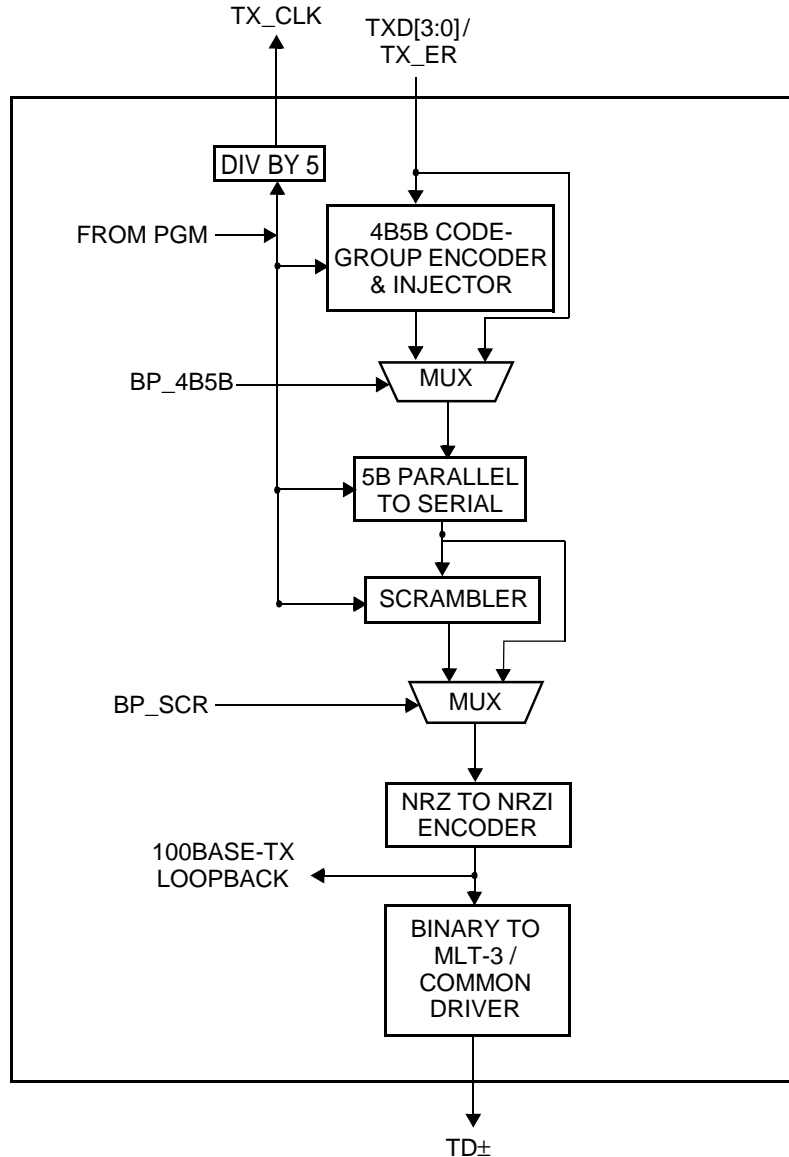 TX_CLK
TXD[3:0]/
TX_ER
DIV BY 5
FROM PGM
4B5B CODE-
GROUP ENCODER
& INJECTOR
BP_4B5B
MUX
5B PARALLEL
TO SERIAL
SCRAMBLER
BP_SCR
MUX
NRZ TO NRZI
ENCODER
100BASE-TX
LOOPBACK
BINARY TO
MLT-3 /
COMMON
DRIVER
TD±